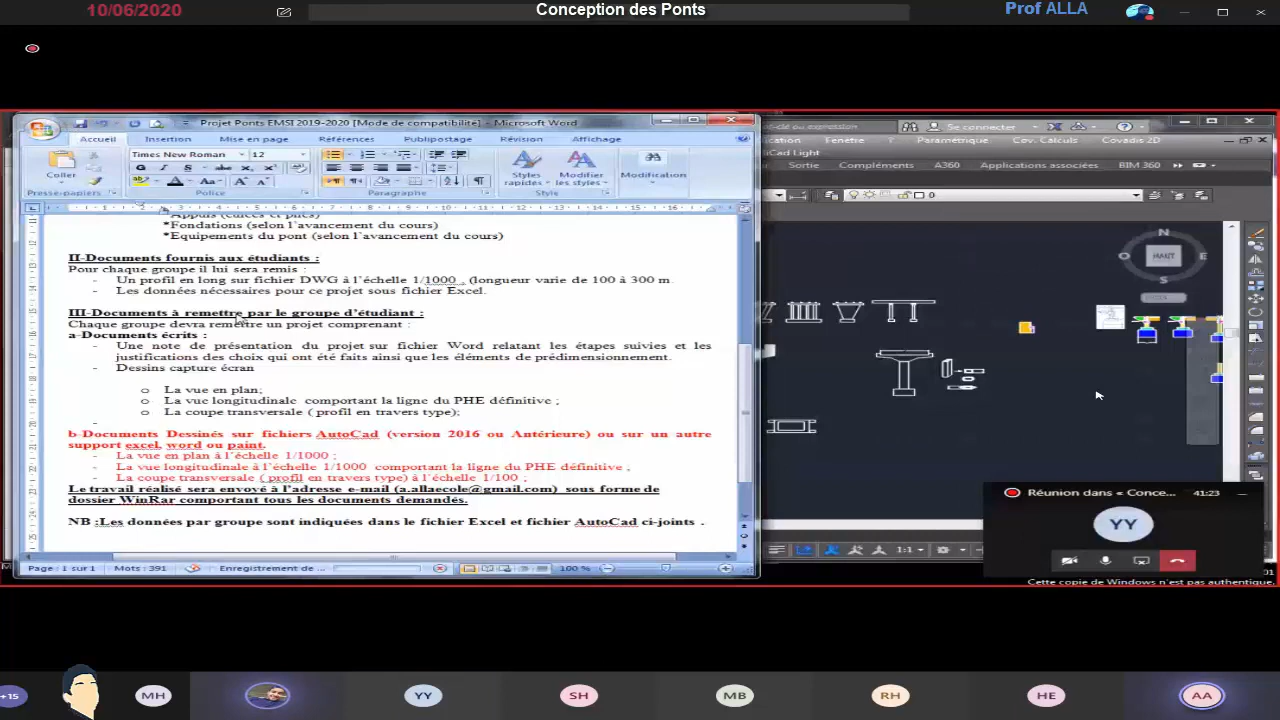 10/06/2020
Conception des Ponts
Prof ALLA
Projet Ponts EMSI 2019-2020 [Mode de compatibilité] - Microsoft Word
Accueil Insertion Mise en page Références Publipostage Révision Affichage
Times New Roman 12
Coller
Styles rapides
Modifier les styles
Modification
Presse-papiers Police Paragraphe Style
*Appuis (culées et piles)
*Fondations (selon l'avancement du cours)
*Equipements du pont (selon l'avancement du cours)
II-Documents fournis aux étudiants :
Pour chaque groupe il lui sera remis :
- Un profil en long sur fichier DWG à l'échelle 1/1000 , (longueur varie de 100 à 300 m.
- Les données nécessaires pour ce projet sous fichier Excel.
III-Documents à remettre par le groupe d'étudiant :
Chaque groupe devra remettre un projet comprenant :
a-Documents écrits :
- Une note de présentation du projet sur fichier Word relatant les étapes suivies et les
justifications des choix qui ont été faits ainsi que les éléments de prédimensionnement.
- Dessins capture écran
o La vue en plan;
o La vue longitudinale comportant la ligne du PHE définitive ;
o La coupe transversale ( profil en travers type);
-
b-Documents Dessinés sur fichiers AutoCad (version 2016 ou Antérieure) ou sur un autre
support excel, word ou paint.
- La vue en plan à l'échelle 1/1000 ;
- La vue longitudinale à l'échelle 1/1000 comportant la ligne du PHE définitive ,
- La coupe transversale ( profil en travers type) à l'échelle 1/100 ;
Le travail réalisé sera envoyé à l'adresse e-mail (a.allaecole@gmail.com) sous forme de
dossier WinRar comportant tous les documents demandés.
NB :Les données par groupe sont indiquées dans le fichier Excel et fichier AutoCad ci-joints .
Page : 1 sur 1 Mots : 391 Enregistrement de ... 100 %
mot-clé ou expression Se connecter
Fenêtre ? Paramétrique Cov. Calculs Covadis 2D
Sortie Compléments A360 Applications associées BIM 360
0
HAUT
O E
1:1
Réunion dans « Conce... 41:23
YY
Cette copie de Windows n'est pas authentique.
+15 MH YY SH MB RH HE AA